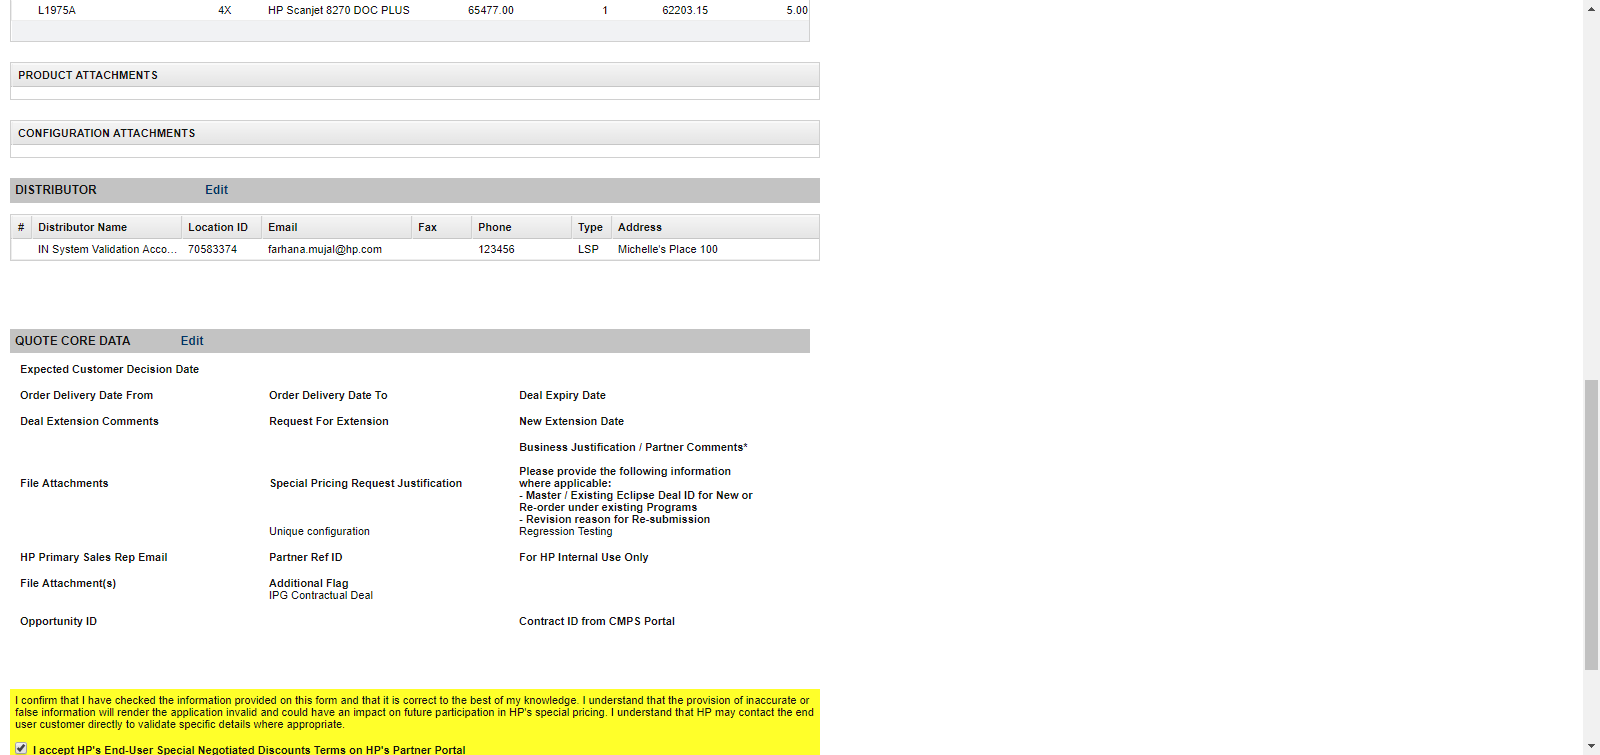 L1975A 4X HP Scanjet 8270 DOC PLUS 65477.00 1 62203.15 5.00
PRODUCT ATTACHMENTS
CONFIGURATION ATTACHMENTS
DISTRIBUTOR Edit
# Distributor Name Location ID Email Fax Phone Type Address
IN System Validation Acco... 70583374 farhana.mujal@hp.com 123456 LSP Michelle's Place 100
QUOTE CORE DATA Edit
Expected Customer Decision Date
Order Delivery Date From Order Delivery Date To Deal Expiry Date
Deal Extension Comments Request For Extension New Extension Date
Business Justification / Partner Comments*
Please provide the following information
where applicable:
File Attachments Special Pricing Request Justification
- Master / Existing Eclipse Deal ID for New or
Re-order under existing Programs
- Revision reason for Re-submission
Unique configuration Regression Testing
HP Primary Sales Rep Email Partner Ref ID For HP Internal Use Only
File Attachment(s) Additional Flag
IPG Contractual Deal
Opportunity ID Contract ID from CMPS Portal
I confirm that I have checked the information provided on this form and that it is correct to the best of my knowledge. I understand that the provision of inaccurate or
false information will render the application invalid and could have an impact on future participation in HP's special pricing. I understand that HP may contact the end
user customer directly to validate specific details where appropriate.
I accept HP's End-User Special Negotiated Discounts Terms on HP's Partner Portal